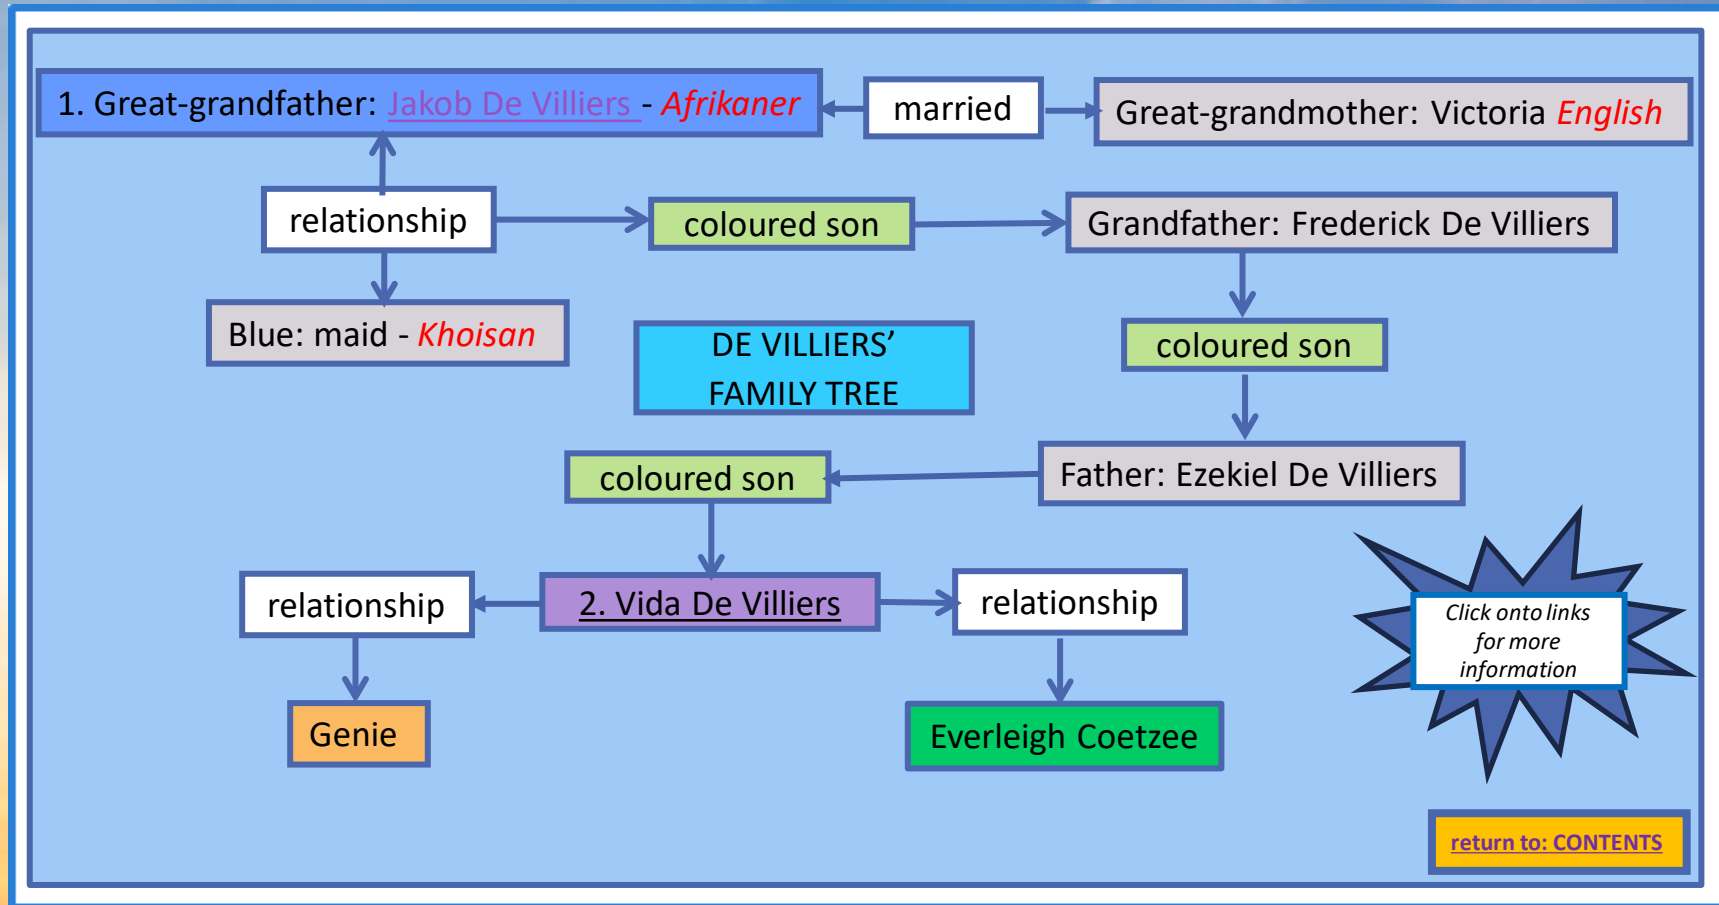 1. Great-grandfather: Jakob De Villiers - Afrikaner
married
Great-grandmother: Victoria English
relationship
coloured son
Grandfather: Frederick De Villiers
Blue: maid - Khoisan
DE VILLIERS’
FAMILY TREE
coloured son
coloured son
Father: Ezekiel De Villiers
relationship
2. Vida De Villiers
relationship
Click onto links
for more
information
Genie
Everleigh Coetzee
return to: CONTENTS